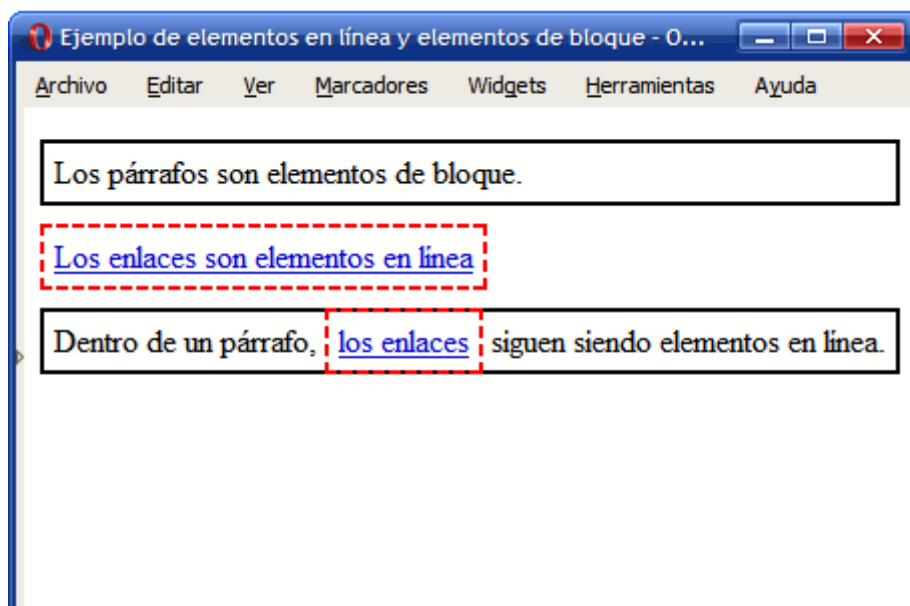 Ejemplo de elementos en línea y elementos de bloque - O...
Archivo Editar Ver Marcadores Widgets Herramientas Ayuda
Los párrafos son elementos de bloque.
Los enlaces son elementos en línea
Dentro de un párrafo, los enlaces siguen siendo elementos en línea.